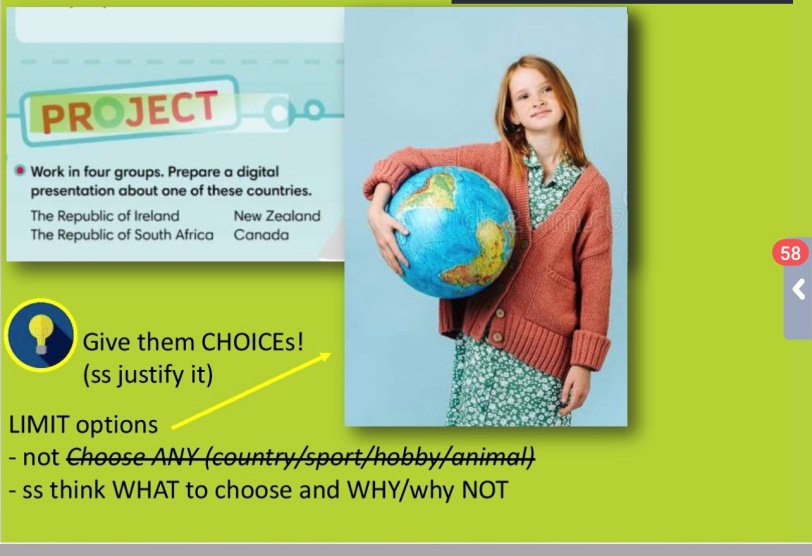 PROJECT
Work in four groups. Prepare a digital
presentation about one of these countries.
The Republic of Ireland New Zealand
The Republic of South Africa Canada
58
Give them CHOICEs!
(ss justify it)
LIMIT options
- not Choose ANY (country/sport/hobby/animal)
- ss think WHAT to choose and WHY/why NOT